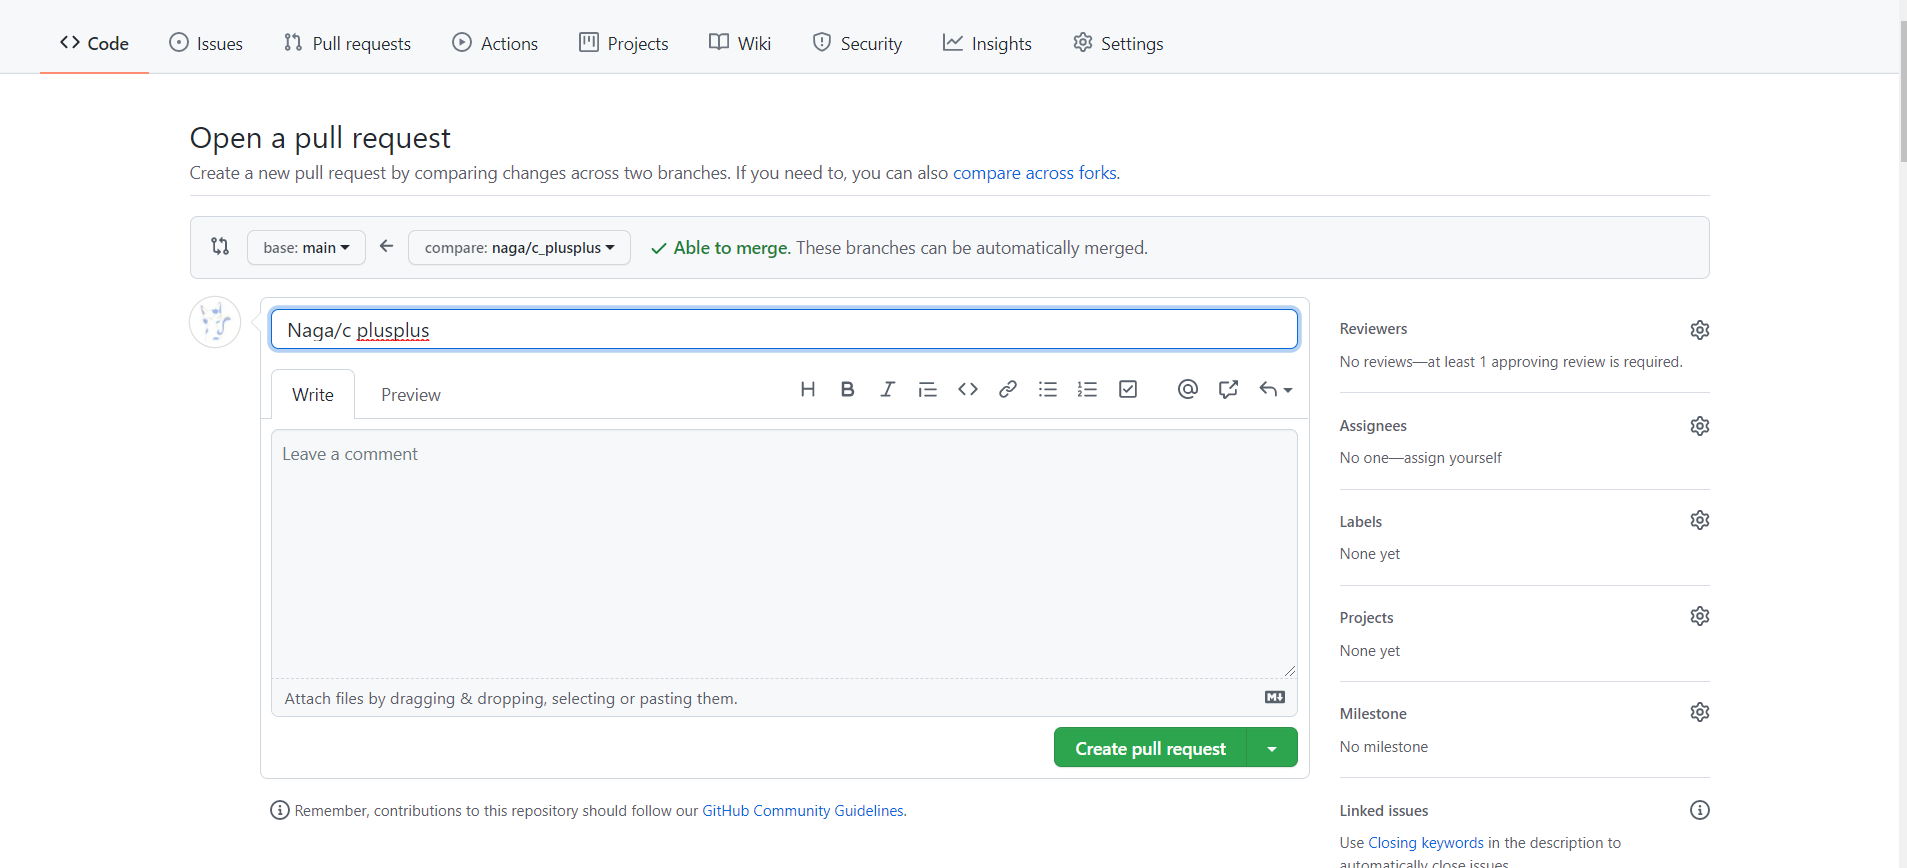 Code Issues Pull requests Actions Projects Wiki Security Insights Settings
Open a pull request
Create a new pull request by comparing changes across two branches. If you need to, you can also compare across forks.
base: main compare: naga/c_plusplus Able to merge. These branches can be automatically merged.
Naga/c plusplus
Write Preview
Leave a comment
Attach files by dragging & dropping, selecting or pasting them.
Create pull request
Remember, contributions to this repository should follow our GitHub Community Guidelines.
Reviewers
No reviews—at least 1 approving review is required.
Assignees
No one—assign yourself
Labels
None yet
Projects
None yet
Milestone
No milestone
Linked issues
Use Closing keywords in the description to
automatically close issues